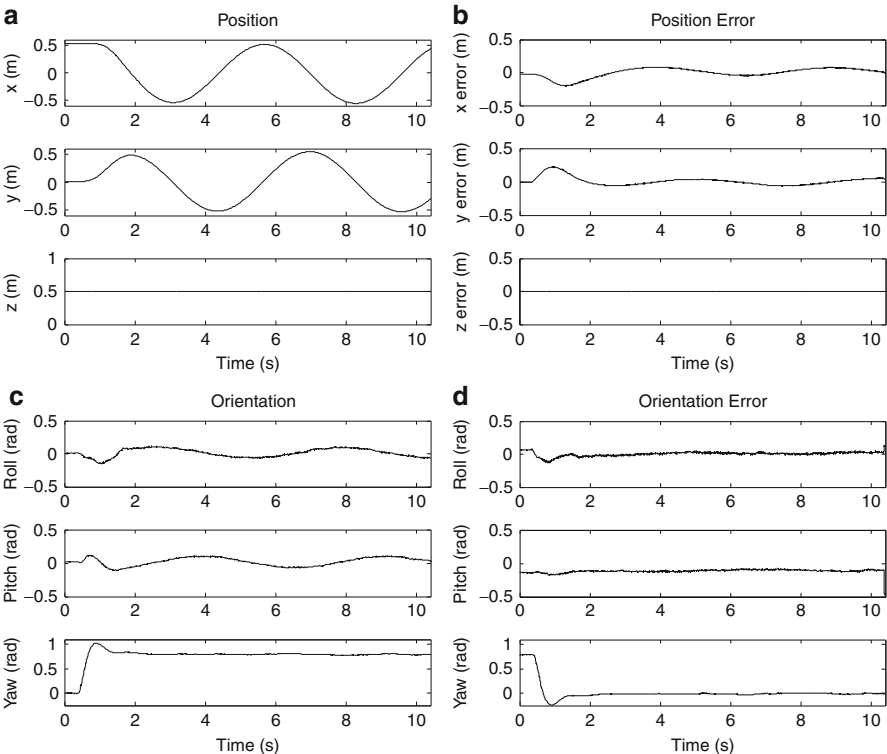 a
Position
x (m)
0.5
0
−0.5
0 2 4 6 8 10
y (m)
0.5
0
−0.5
0 2 4 6 8 10
z (m)
1
0.5
0
0 2 4 6 8 10
Time (s)
b
Position Error
x error (m)
0.5
0
−0.5
0 2 4 6 8 10
y error (m)
0.5
0
−0.5
0 2 4 6 8 10
z error (m)
0.5
0
−0.5
0 2 4 6 8 10
Time (s)
c
Orientation
Roll (rad)
0.5
0
−0.5
0 2 4 6 8 10
Pitch (rad)
0.5
0
−0.5
0 2 4 6 8 10
Yaw (rad)
1
0.5
0
0 2 4 6 8 10
Time (s)
d
Orientation Error
Roll (rad)
0.5
0
−0.5
0 2 4 6 8 10
Pitch (rad)
0.5
0
−0.5
0 2 4 6 8 10
Yaw (rad)
1
0.5
0
0 2 4 6 8 10
Time (s)